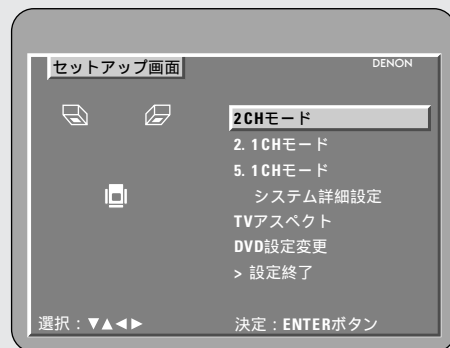 セットアップ画面
DENON
2CHモード
2. 1CHモード
5. 1CHモード
システム詳細設定
TVアスペクト
DVD設定変更
> 設定終了
選択：▼▲◀▶
決定：ENTERボタン